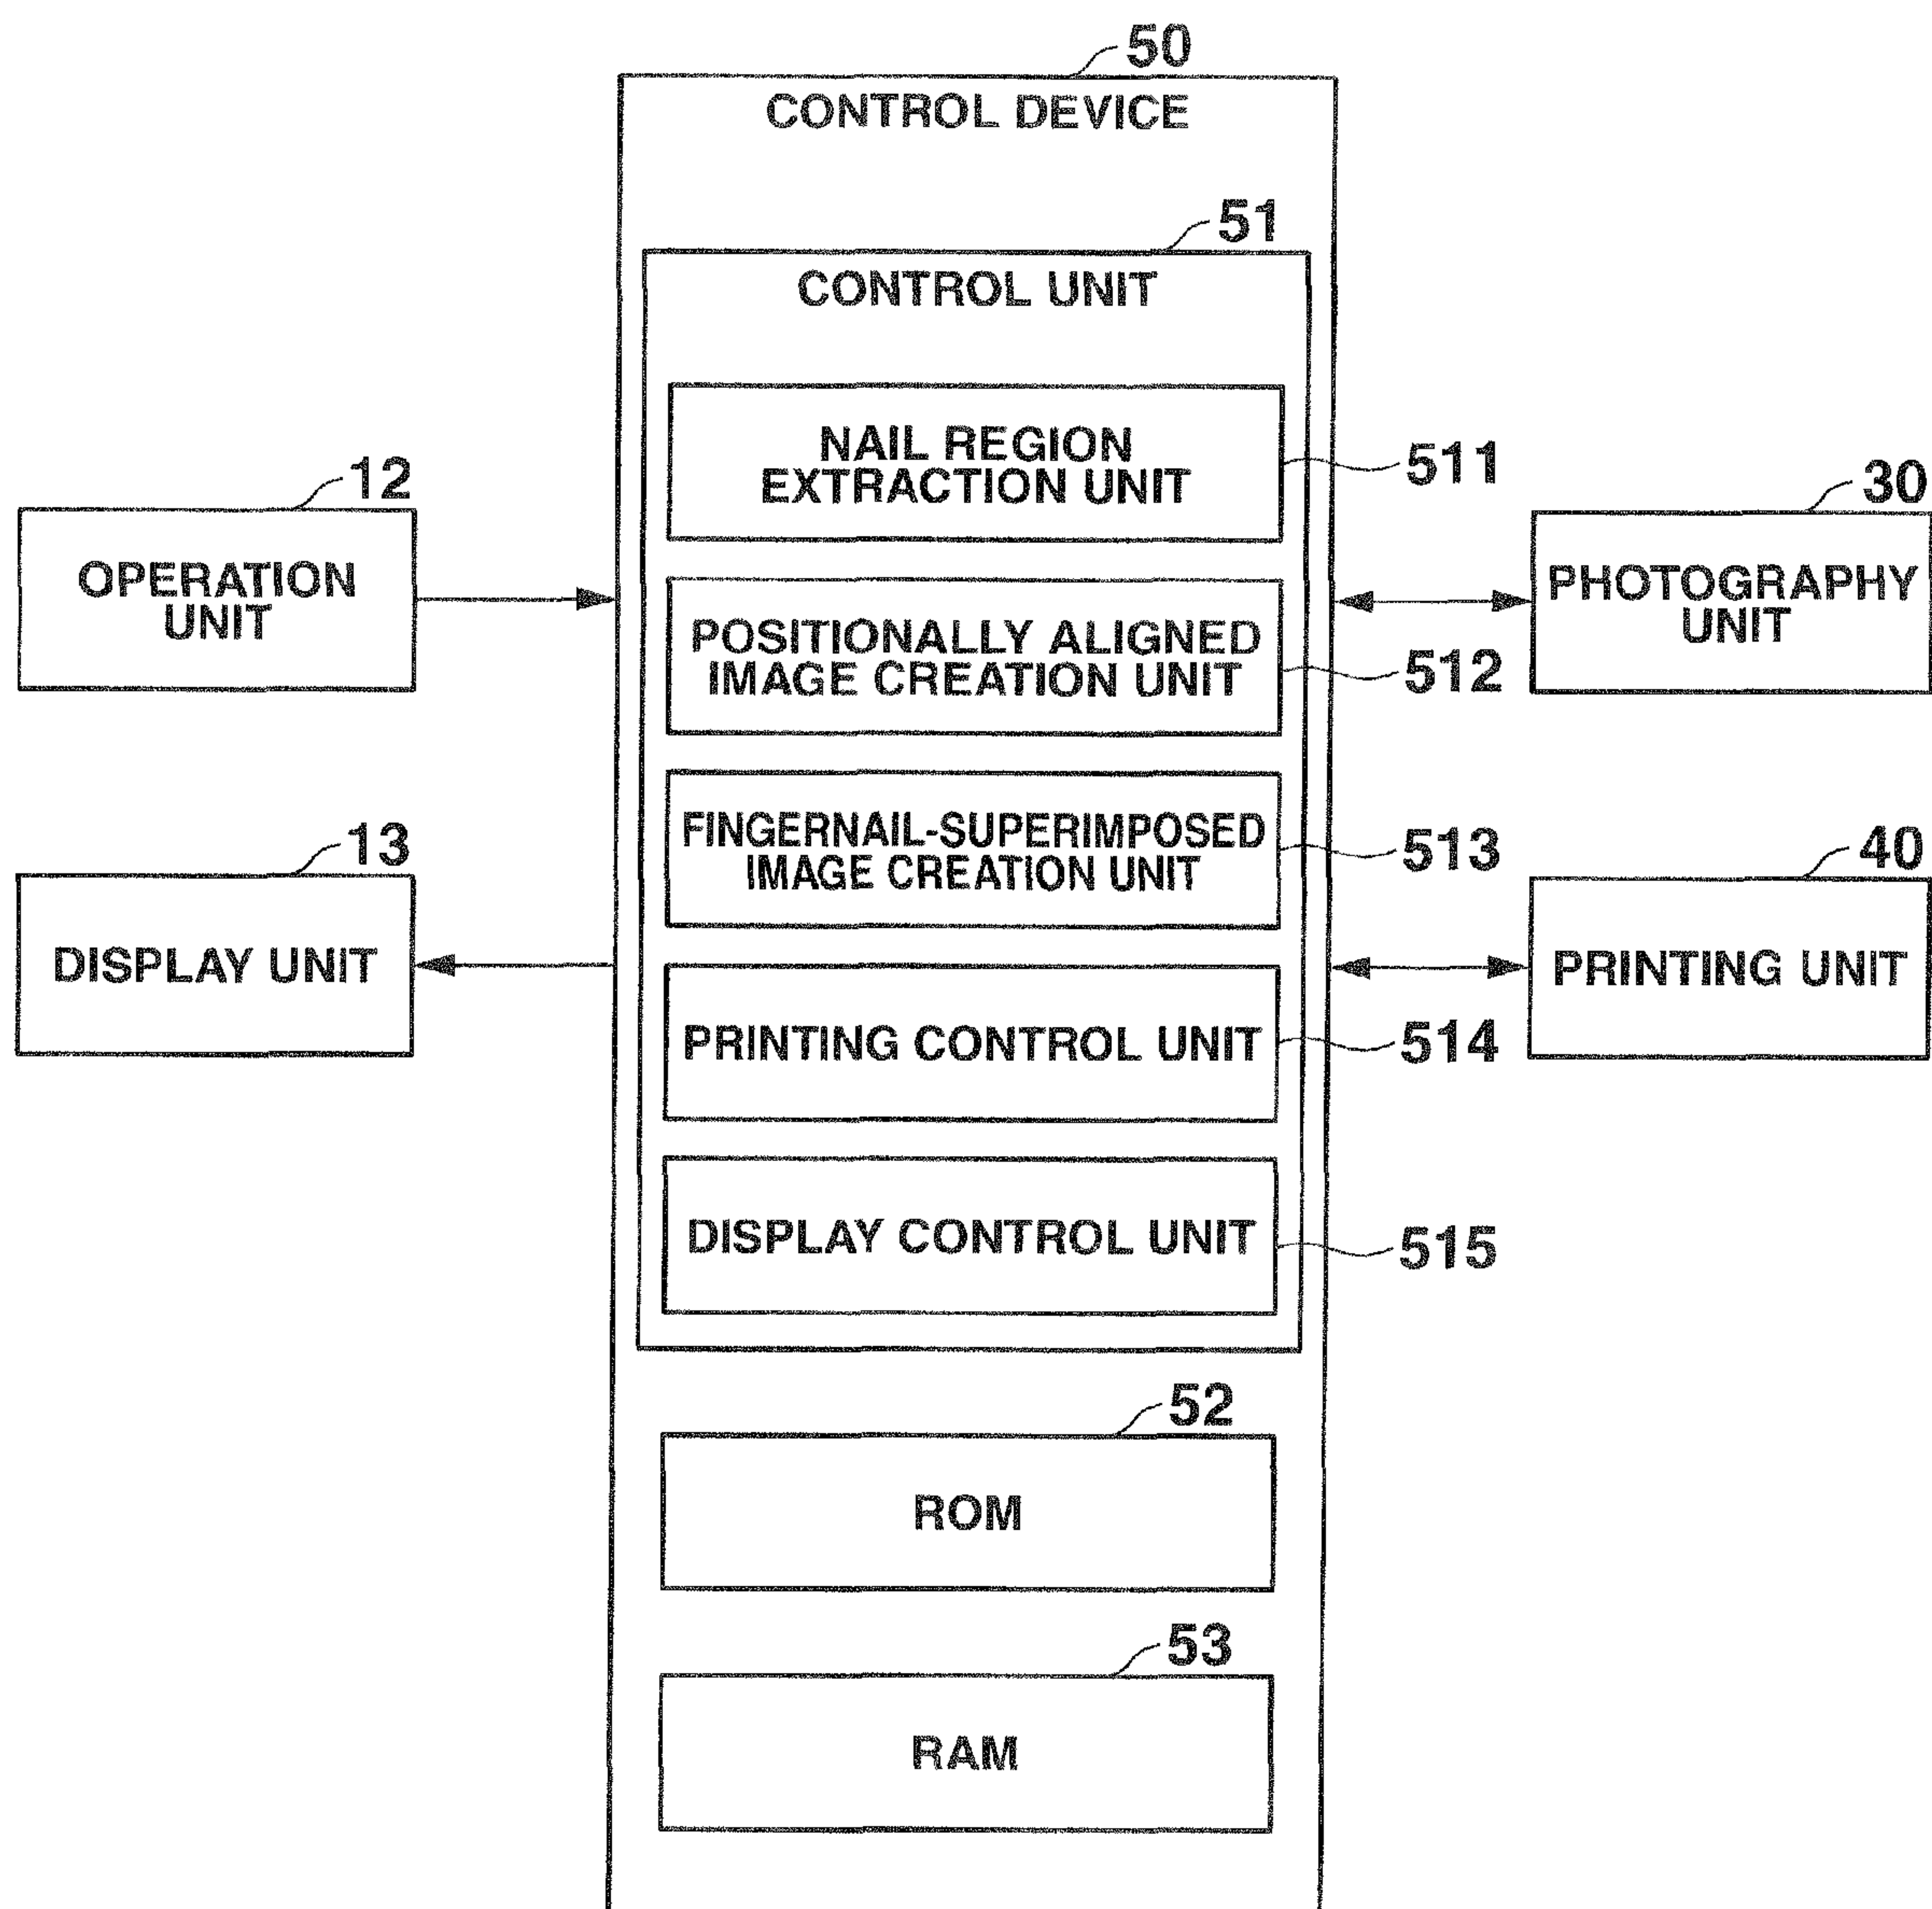 50
CONTROL DEVICE
51
CONTROL UNIT
NAIL REGION
EXTRACTION UNIT
511
POSITIONALLY ALIGNED
IMAGE CREATION UNIT
512
FINGERNAIL-SUPERIMPOSED
IMAGE CREATION UNIT
513
PRINTING CONTROL UNIT
514
DISPLAY CONTROL UNIT
515
52
ROM
53
RAM
12
OPERATION
UNIT
13
DISPLAY UNIT
30
PHOTOGRAPHY
UNIT
40
PRINTING UNIT